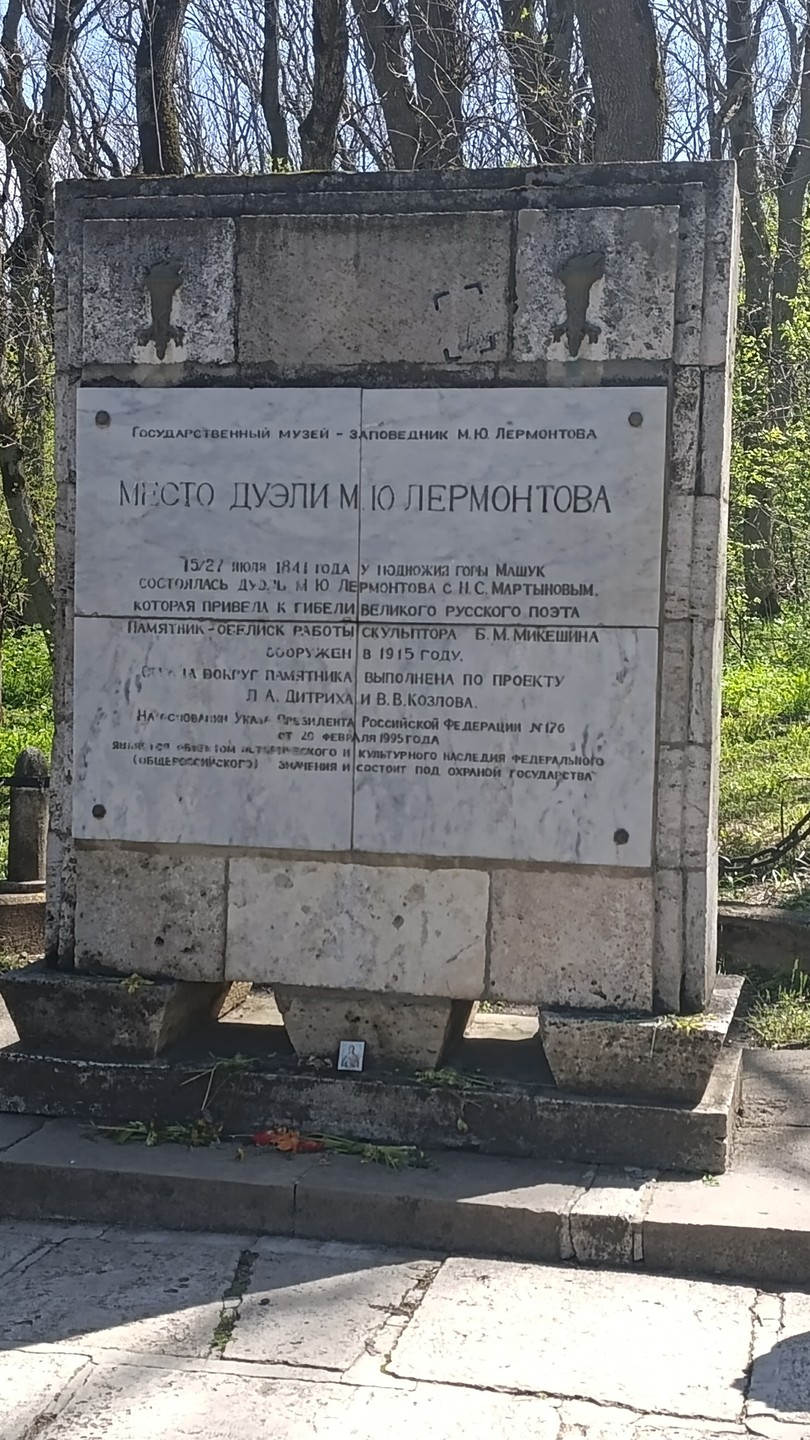 Государственный музей - заповедник М.Ю. Лермонтова
Место дуэли М Ю Лермонтова
15/27 июля 1841 года у подножия горы Машук
состоялась дуэль М Ю Лермонтова с Н.С. Мартыновым,
которая привела к гибели великого русского поэта
Памятник-обелиск работы скульптора Б.М. Микешина
сооружен в 1915 году.
вокруг памятника выполнена по проекту
Л А. Дитриха и В.В. Козлова.
На основании Указа Президента Российской Федерации №176
от 20 февраля 1995 года
является объектом исторического и культурного наследия федерального
(общероссийского) значения и состоит под охраной государства